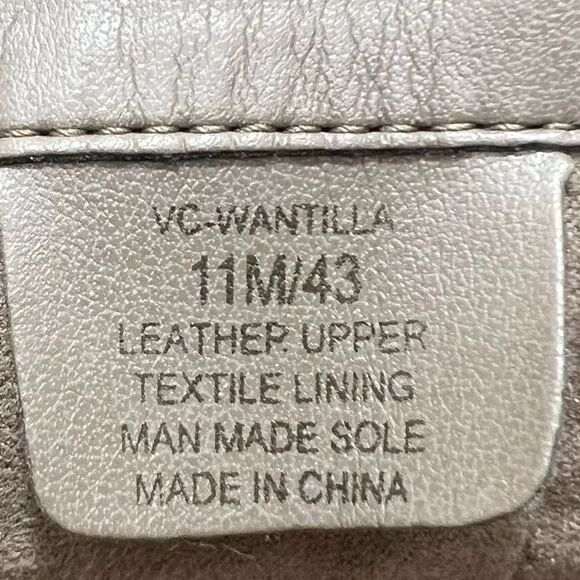 VC-WANTILLA
11M/43
LEATHER UPPER
TEXTILE LINING
MAN MADE SOLE
MADE IN CHINA